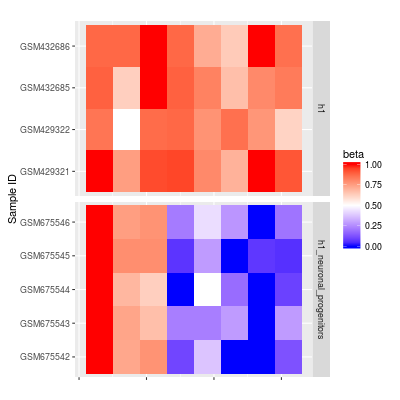 Sample ID
GSM432686
GSM432685
GSM429322
GSM429321
h1
GSM675546
GSM675545
GSM675544
GSM675543
GSM675542
h1_neuronal_progenitors
beta
1.00
0.75
0.50
0.25
0.00